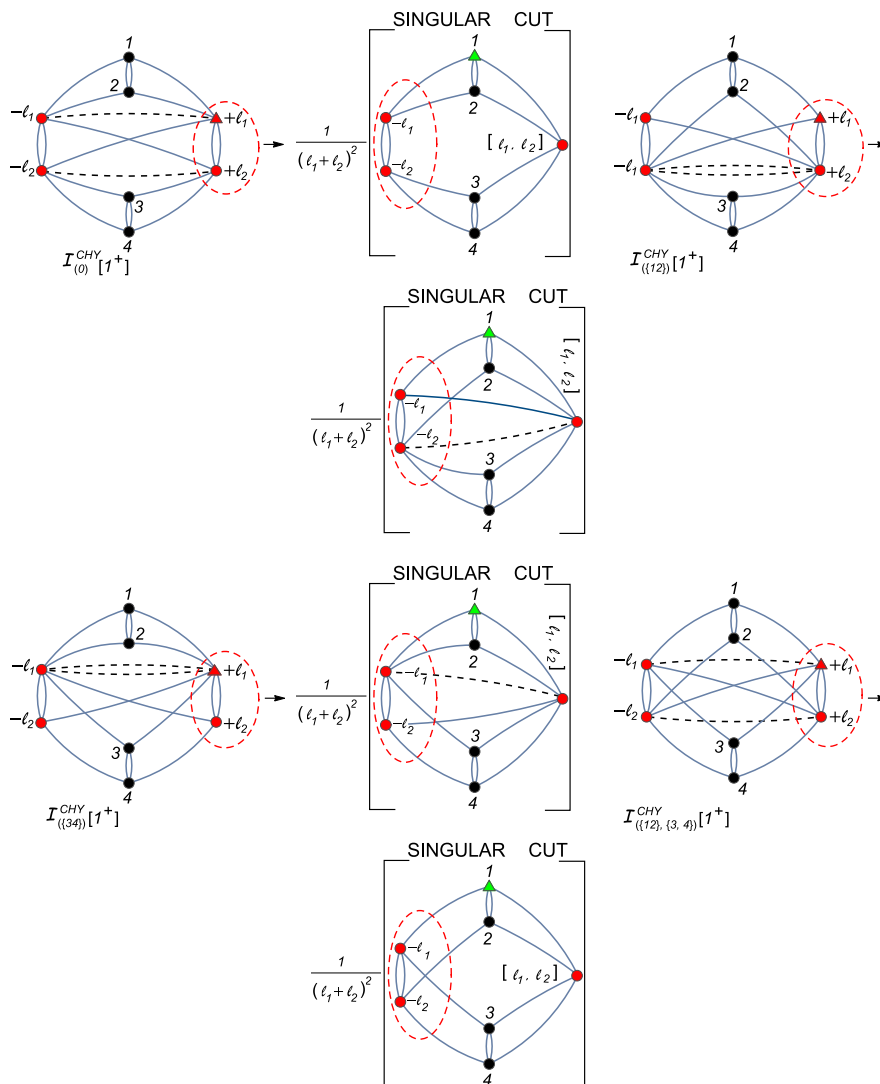 SINGULAR CUT
1
2
−ℓ1
+ℓ1
−ℓ2
+ℓ2
3
4
I^{CHY}_{(0)}[1^+]
1/(ℓ1+ℓ2)^2
1
2
−ℓ1
[ℓ1, ℓ2]
−ℓ2
3
4
1
2
−ℓ1
+ℓ1
−ℓ1
+ℓ2
3
4
I^{CHY}_{({12})}[1^+]
SINGULAR CUT
1/(ℓ1+ℓ2)^2
1
[ℓ1, ℓ2]
2
−ℓ1
−ℓ2
3
4
SINGULAR CUT
1
2
−ℓ1
+ℓ1
−ℓ2
+ℓ2
3
4
I^{CHY}_{({34})}[1^+]
1/(ℓ1+ℓ2)^2
1
[ℓ1, ℓ2]
2
−ℓ1
−ℓ2
3
4
1
2
−ℓ1
+ℓ1
−ℓ2
+ℓ2
3
4
I^{CHY}_{({12},{3,4})}[1^+]
SINGULAR CUT
1/(ℓ1+ℓ2)^2
1
2
−ℓ1
[ℓ1, ℓ2]
−ℓ2
3
4